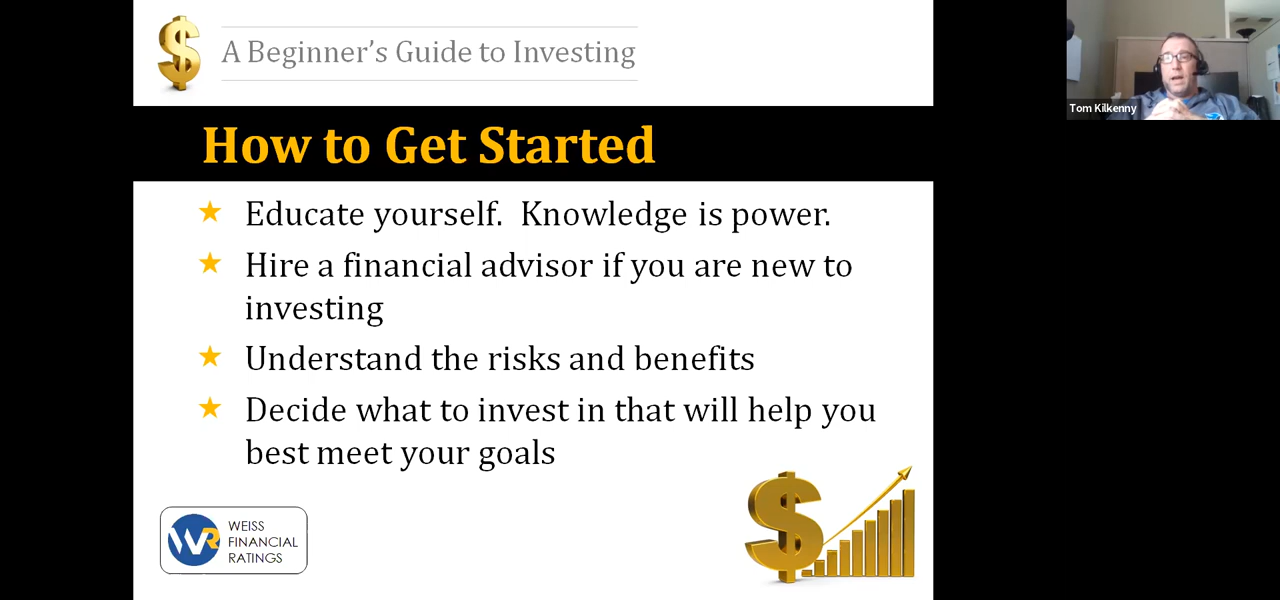 A Beginner's Guide to Investing
Tom Kilkenny
How to Get Started
Educate yourself.  Knowledge is power.
Hire a financial advisor if you are new to
investing
Understand the risks and benefits
Decide what to invest in that will help you
best meet your goals
WR
WEISS
FINANCIAL
RATINGS